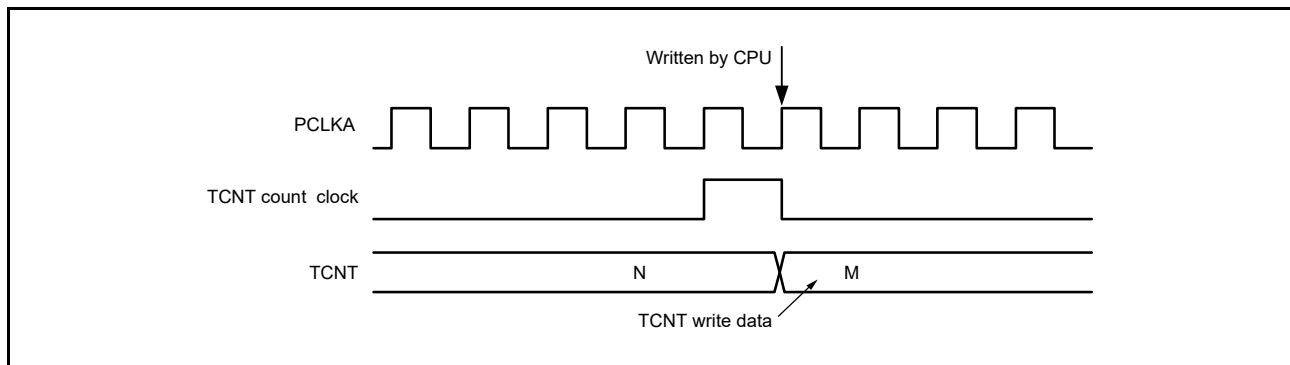 Written by CPU
PCLKA
TCNT count clock
TCNT
N
M
TCNT write data